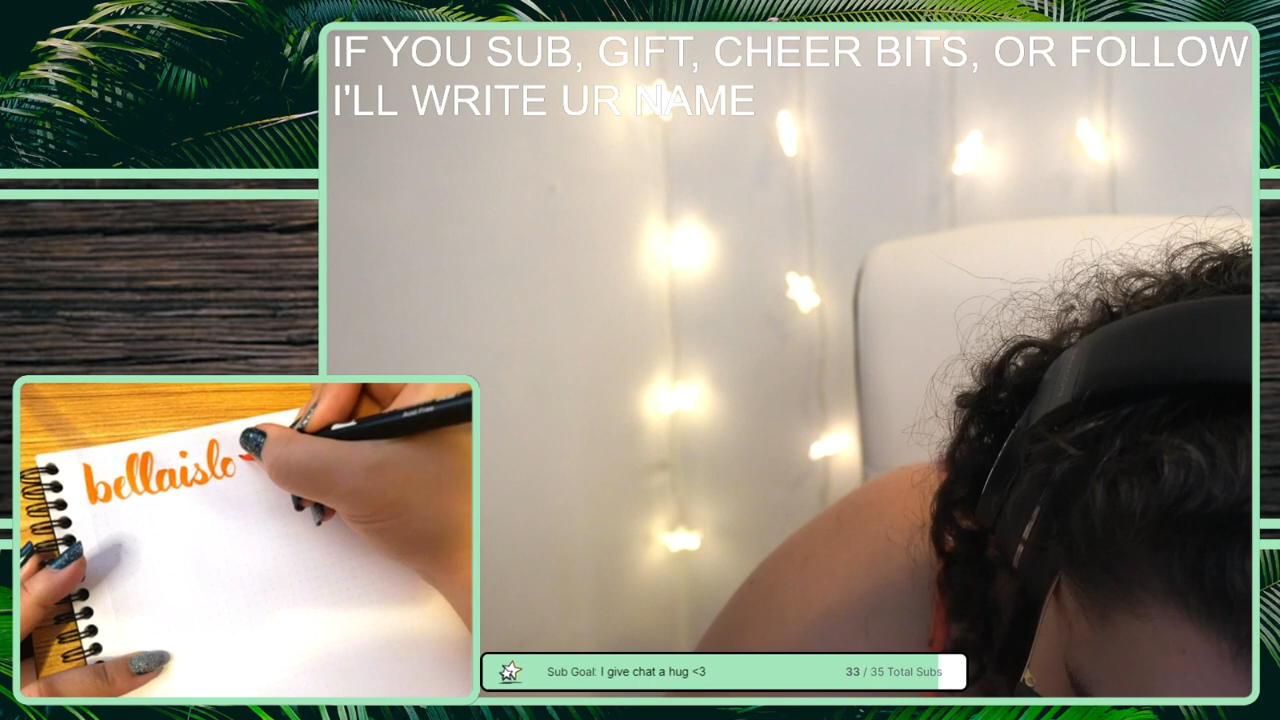 IF YOU SUB, GIFT, CHEER BITS, OR FOLLOW
I'LL WRITE UR NAME
bellaislo
Sub Goal: I give chat a hug <3 33 / 35 Total Subs